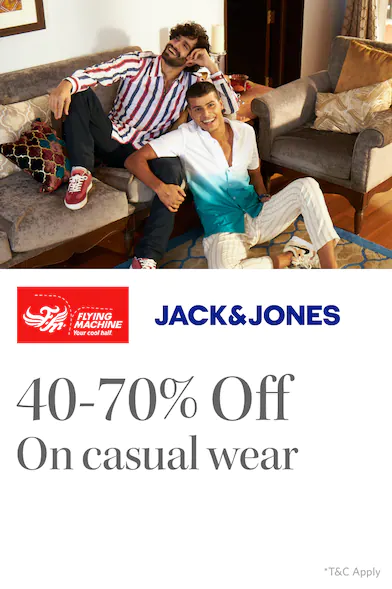 FLYING
MACHINE
Your cool half.
JACK&JONES
40-70% Off
On casual wear
*T&C Apply